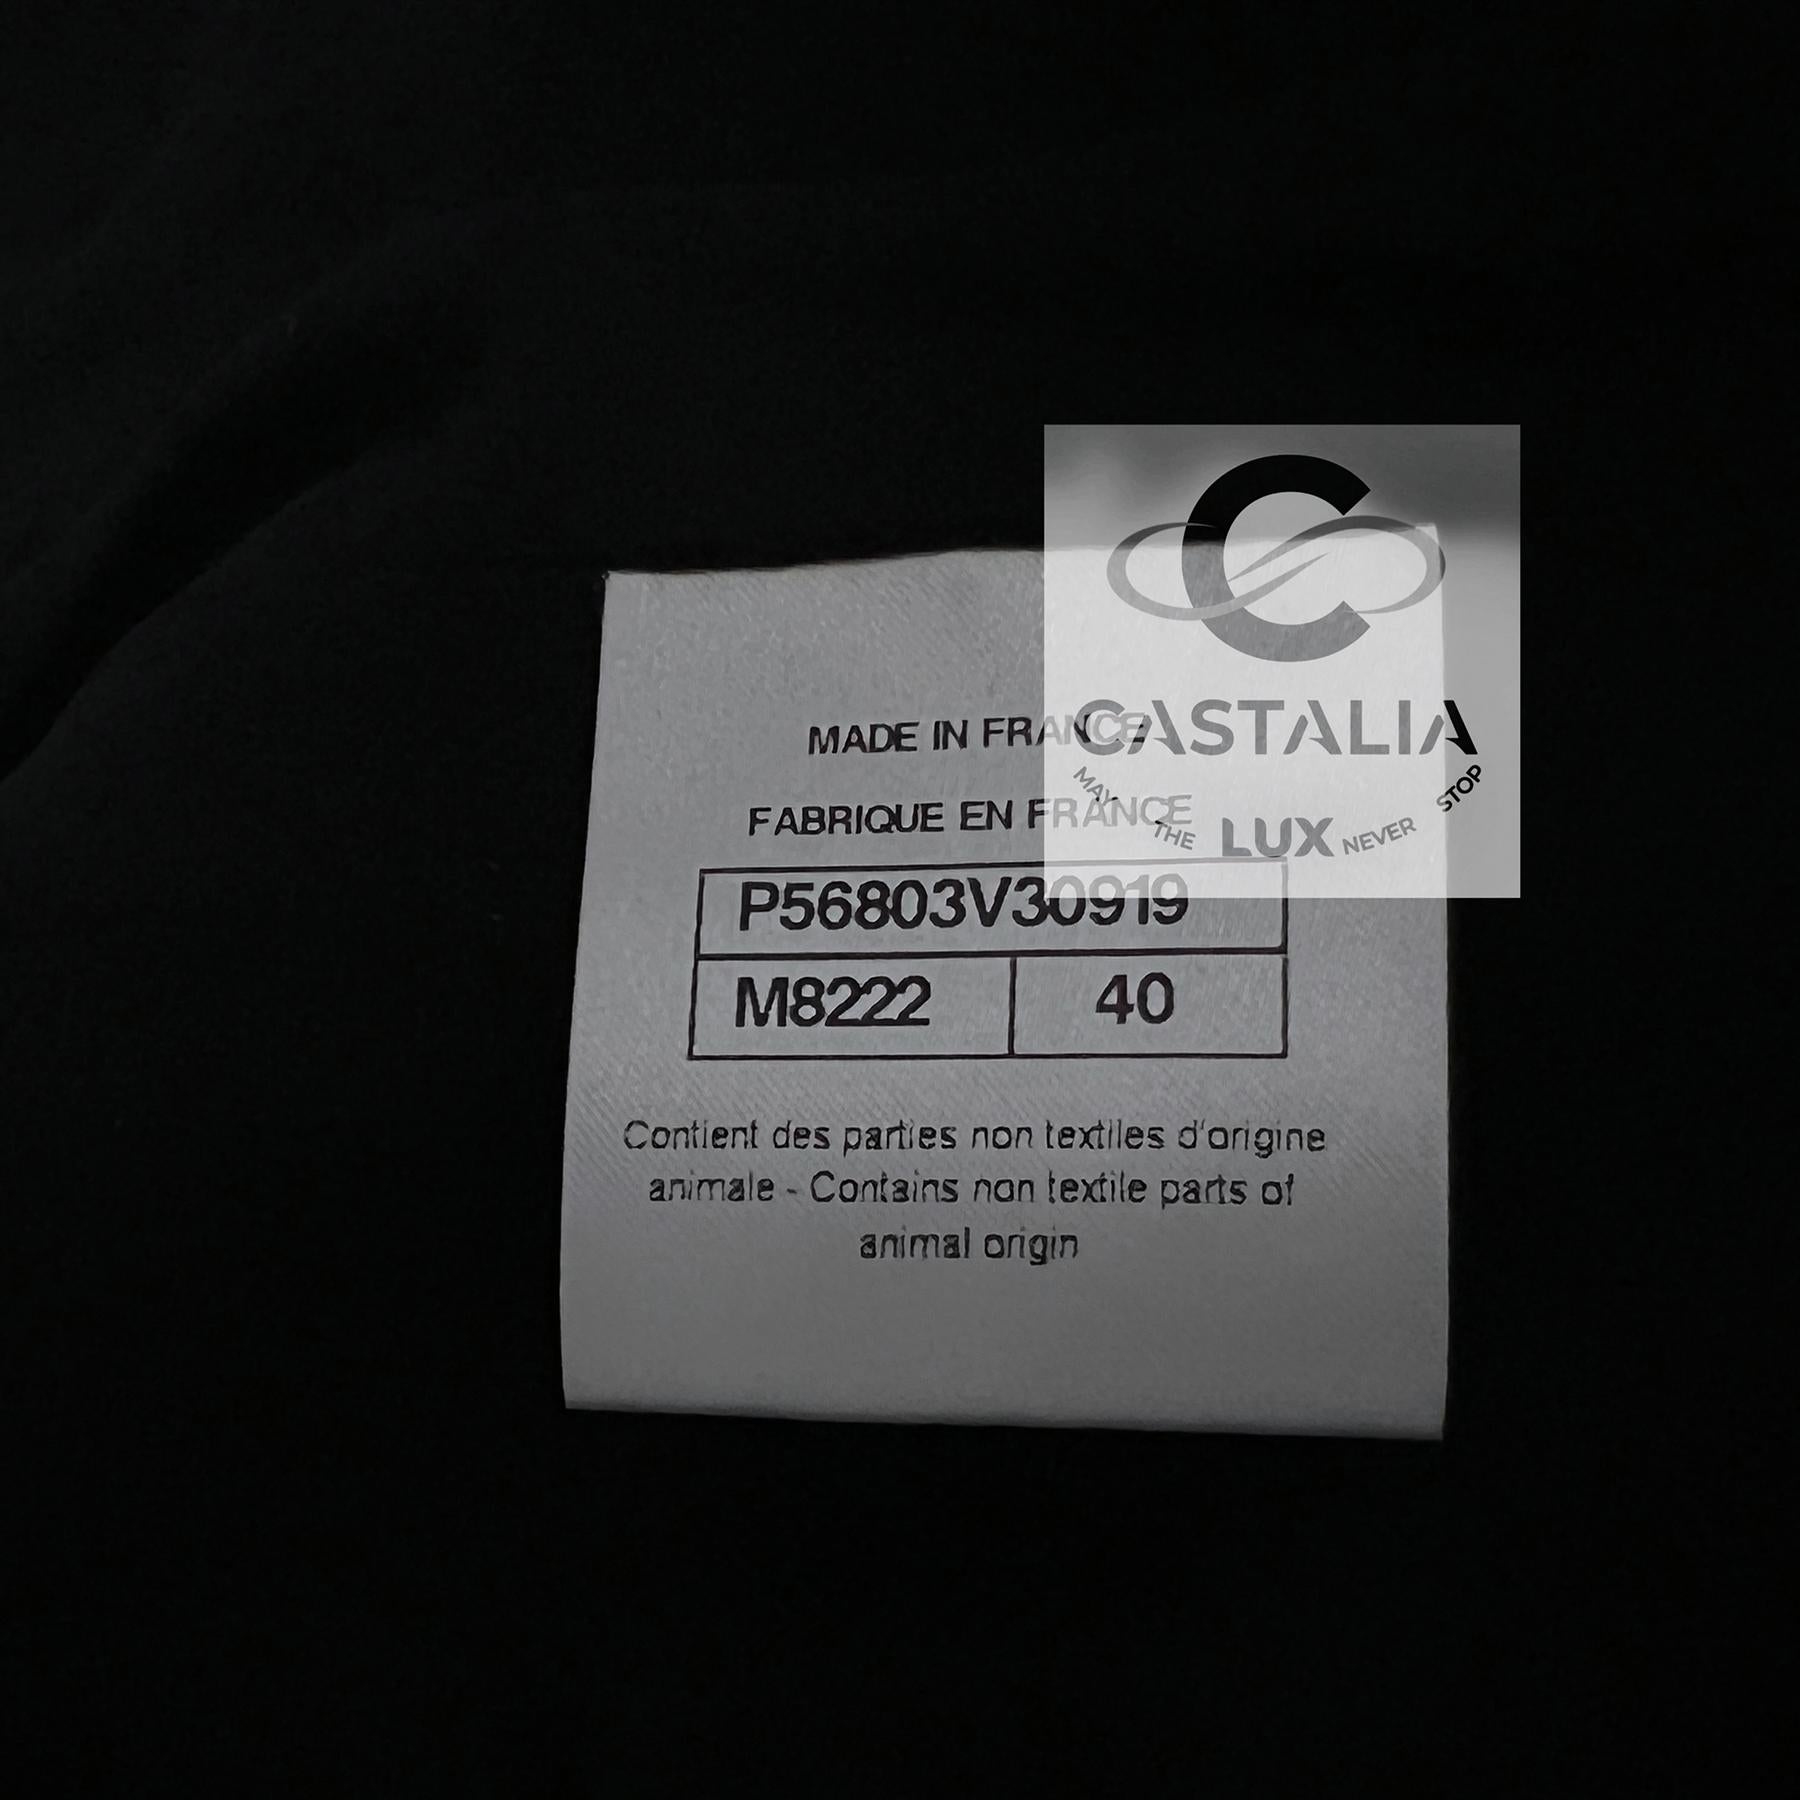 C
CASTALIA
MAY THE LUX NEVER STOP
MADE IN FRANCE
FABRIQUE EN FRANCE
P56803V30919
M8222 40
Contient des parties non textiles d'origine
animale - Contains non textile parts of
animal origin